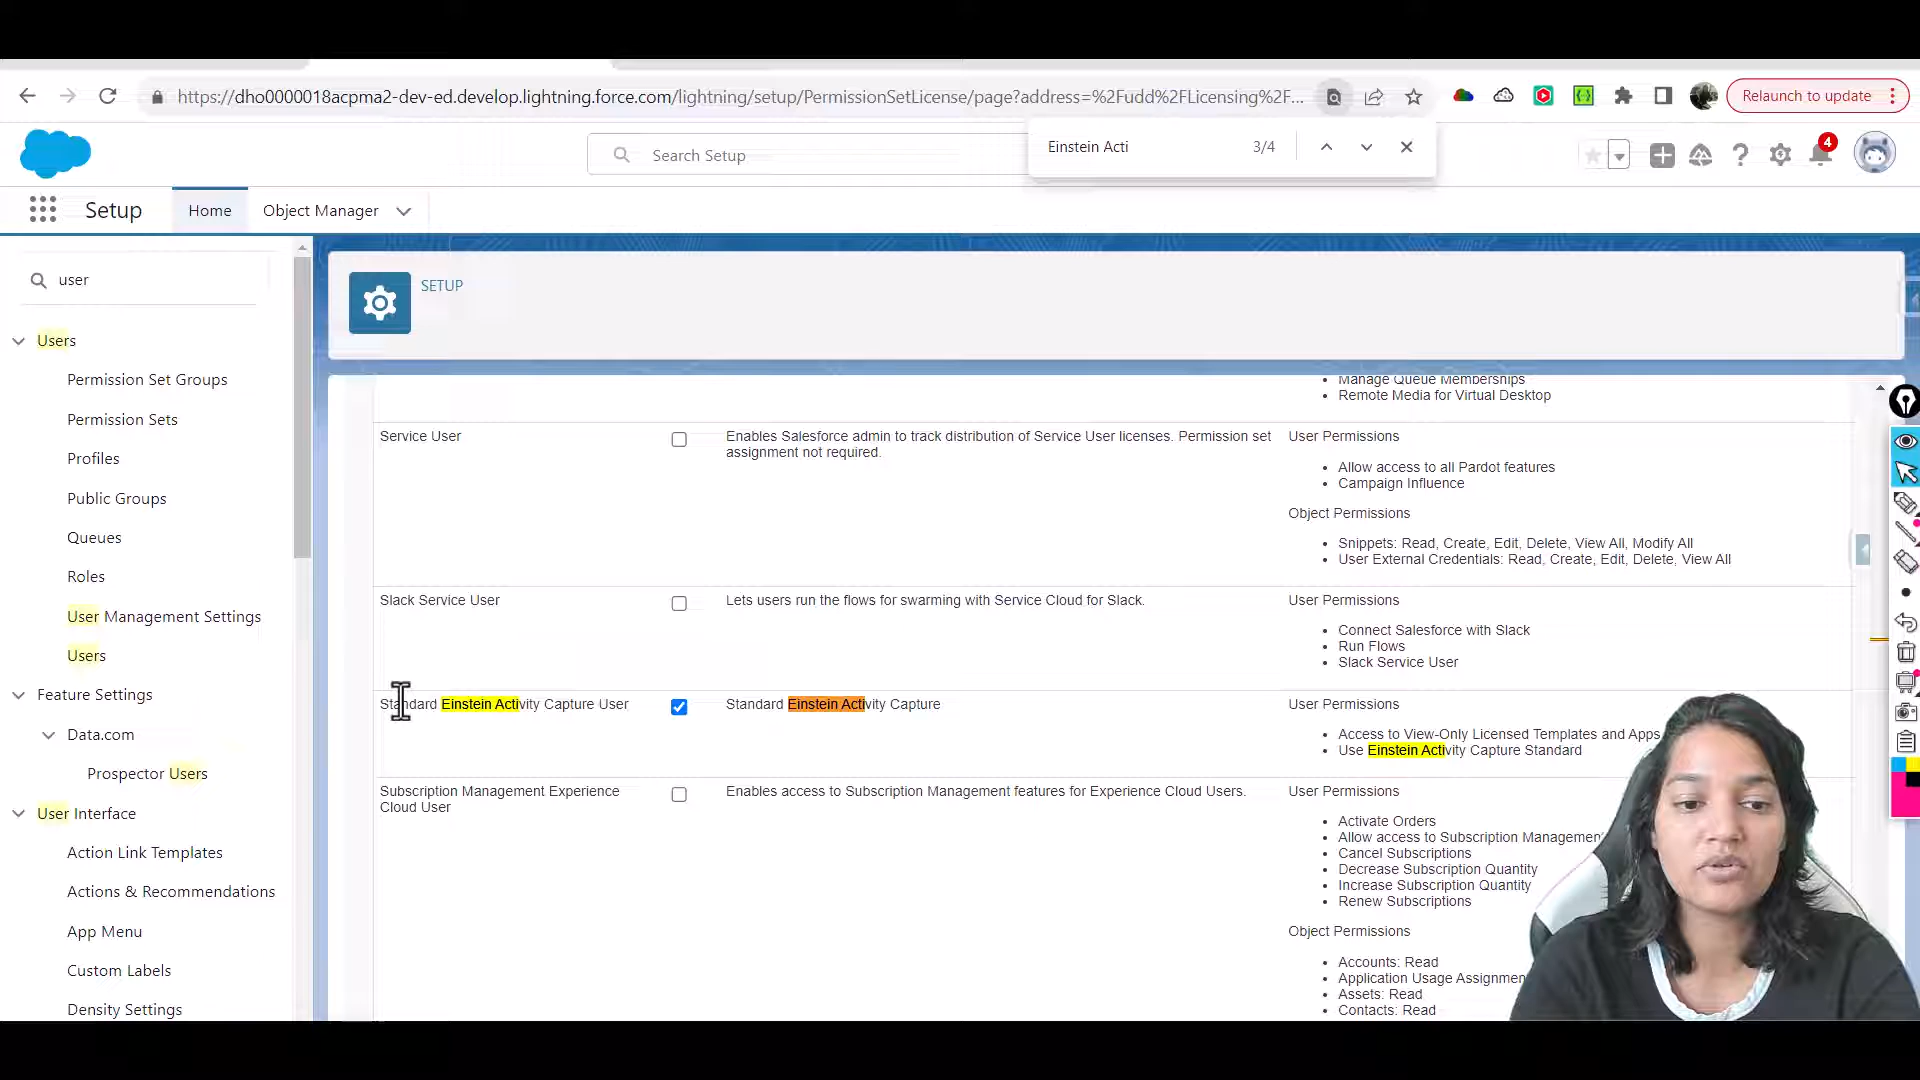 https://dho0000018acpma2-dev-ed.develop.lightning.force.com/lightning/setup/PermissionSetLicense/page?address=%2Fudd%2FLicensing%2F...
Relaunch to update
Einstein Acti
3/4
Search Setup
4
Setup
Home
Object Manager
user
SETUP
Users
Permission Set Groups
Permission Sets
Profiles
Public Groups
Queues
Roles
User Management Settings
Users
Feature Settings
Data.com
Prospector Users
User Interface
Action Link Templates
Actions & Recommendations
App Menu
Custom Labels
Density Settings
Manage Queue Memberships
Remote Media for Virtual Desktop
Service User
Enables Salesforce admin to track distribution of Service User licenses. Permission set
assignment not required.
User Permissions
Allow access to all Pardot features
Campaign Influence
Object Permissions
Snippets: Read, Create, Edit, Delete, View All, Modify All
User External Credentials: Read, Create, Edit, Delete, View All
Slack Service User
Lets users run the flows for swarming with Service Cloud for Slack.
User Permissions
Connect Salesforce with Slack
Run Flows
Slack Service User
Standard Einstein Activity Capture User
Standard Einstein Activity Capture
User Permissions
Access to View-Only Licensed Templates and Apps
Use Einstein Activity Capture Standard
Subscription Management Experience
Cloud User
Enables access to Subscription Management features for Experience Cloud Users.
User Permissions
Activate Orders
Allow access to Subscription Management
Cancel Subscriptions
Decrease Subscription Quantity
Increase Subscription Quantity
Renew Subscriptions
Object Permissions
Accounts: Read
Application Usage Assignmen
Assets: Read
Contacts: Read